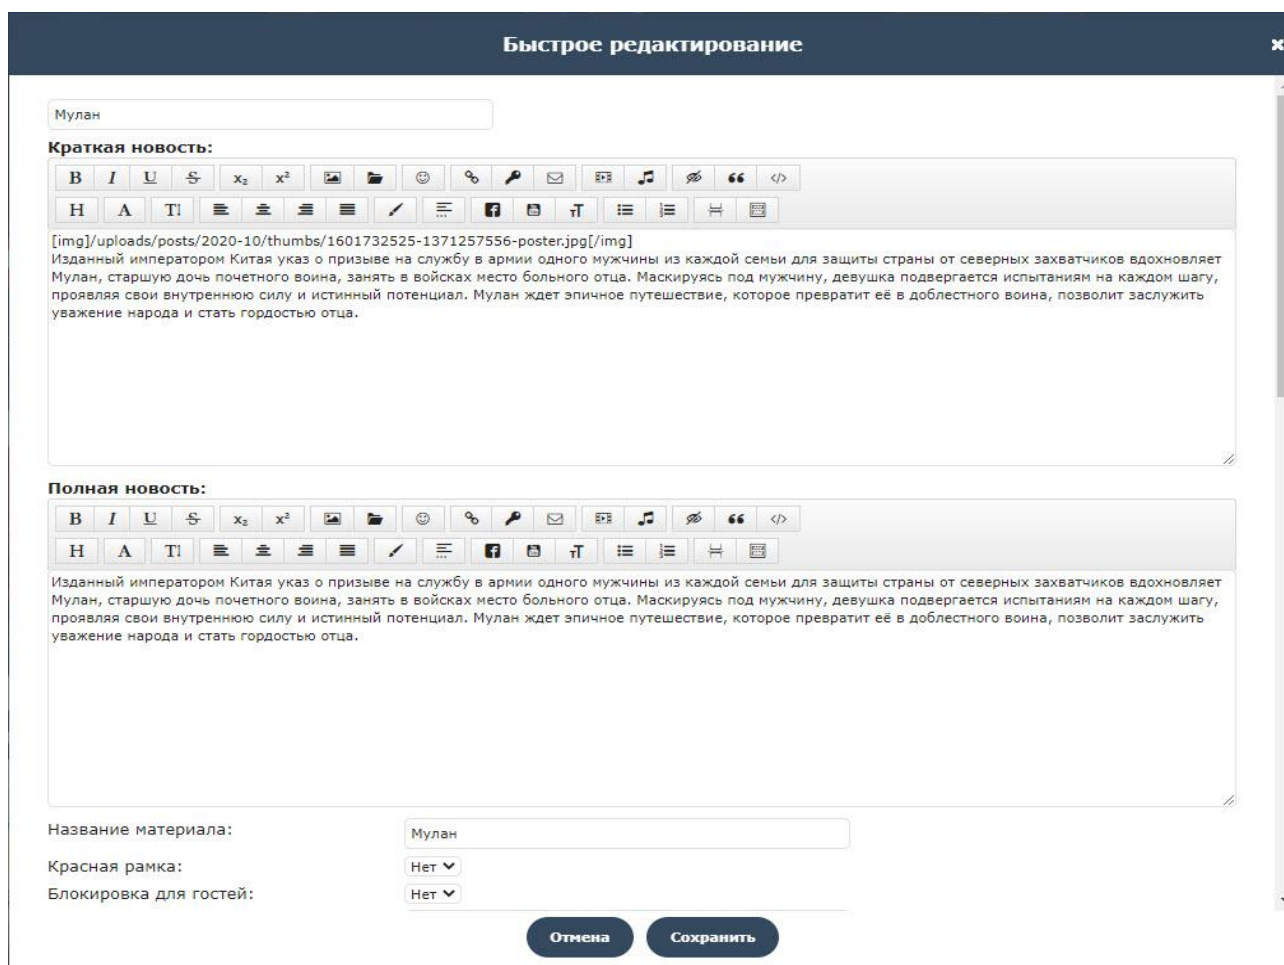 Быстрое редактирование
Мулан
Краткая новость:
B I U S x₂ x²
H A T
[img]/uploads/posts/2020-10/thumbs/1601732525-1371257556-poster.jpg[/img]
Изданный императором Китая указ о призыве на службу в армии одного мужчины из каждой семьи для защиты страны от северных захватчиков вдохновляет
Мулан, старшую дочь почетного воина, занять в войсках место больного отца. Маскируясь под мужчину, девушка подвергается испытаниям на каждом шагу,
проявляя свои внутреннюю силу и истинный потенциал. Мулан ждет эпичное путешествие, которое превратит её в доблестного воина, позволит заслужить
уважение народа и стать гордостью отца.
Полная новость:
B I U S x₂ x²
H A T
Изданный императором Китая указ о призыве на службу в армии одного мужчины из каждой семьи для защиты страны от северных захватчиков вдохновляет
Мулан, старшую дочь почетного воина, занять в войсках место больного отца. Маскируясь под мужчину, девушка подвергается испытаниям на каждом шагу,
проявляя свои внутреннюю силу и истинный потенциал. Мулан ждет эпичное путешествие, которое превратит её в доблестного воина, позволит заслужить
уважение народа и стать гордостью отца.
Название материала: Мулан
Красная рамка: Нет
Блокировка для гостей: Нет
Отмена Сохранить